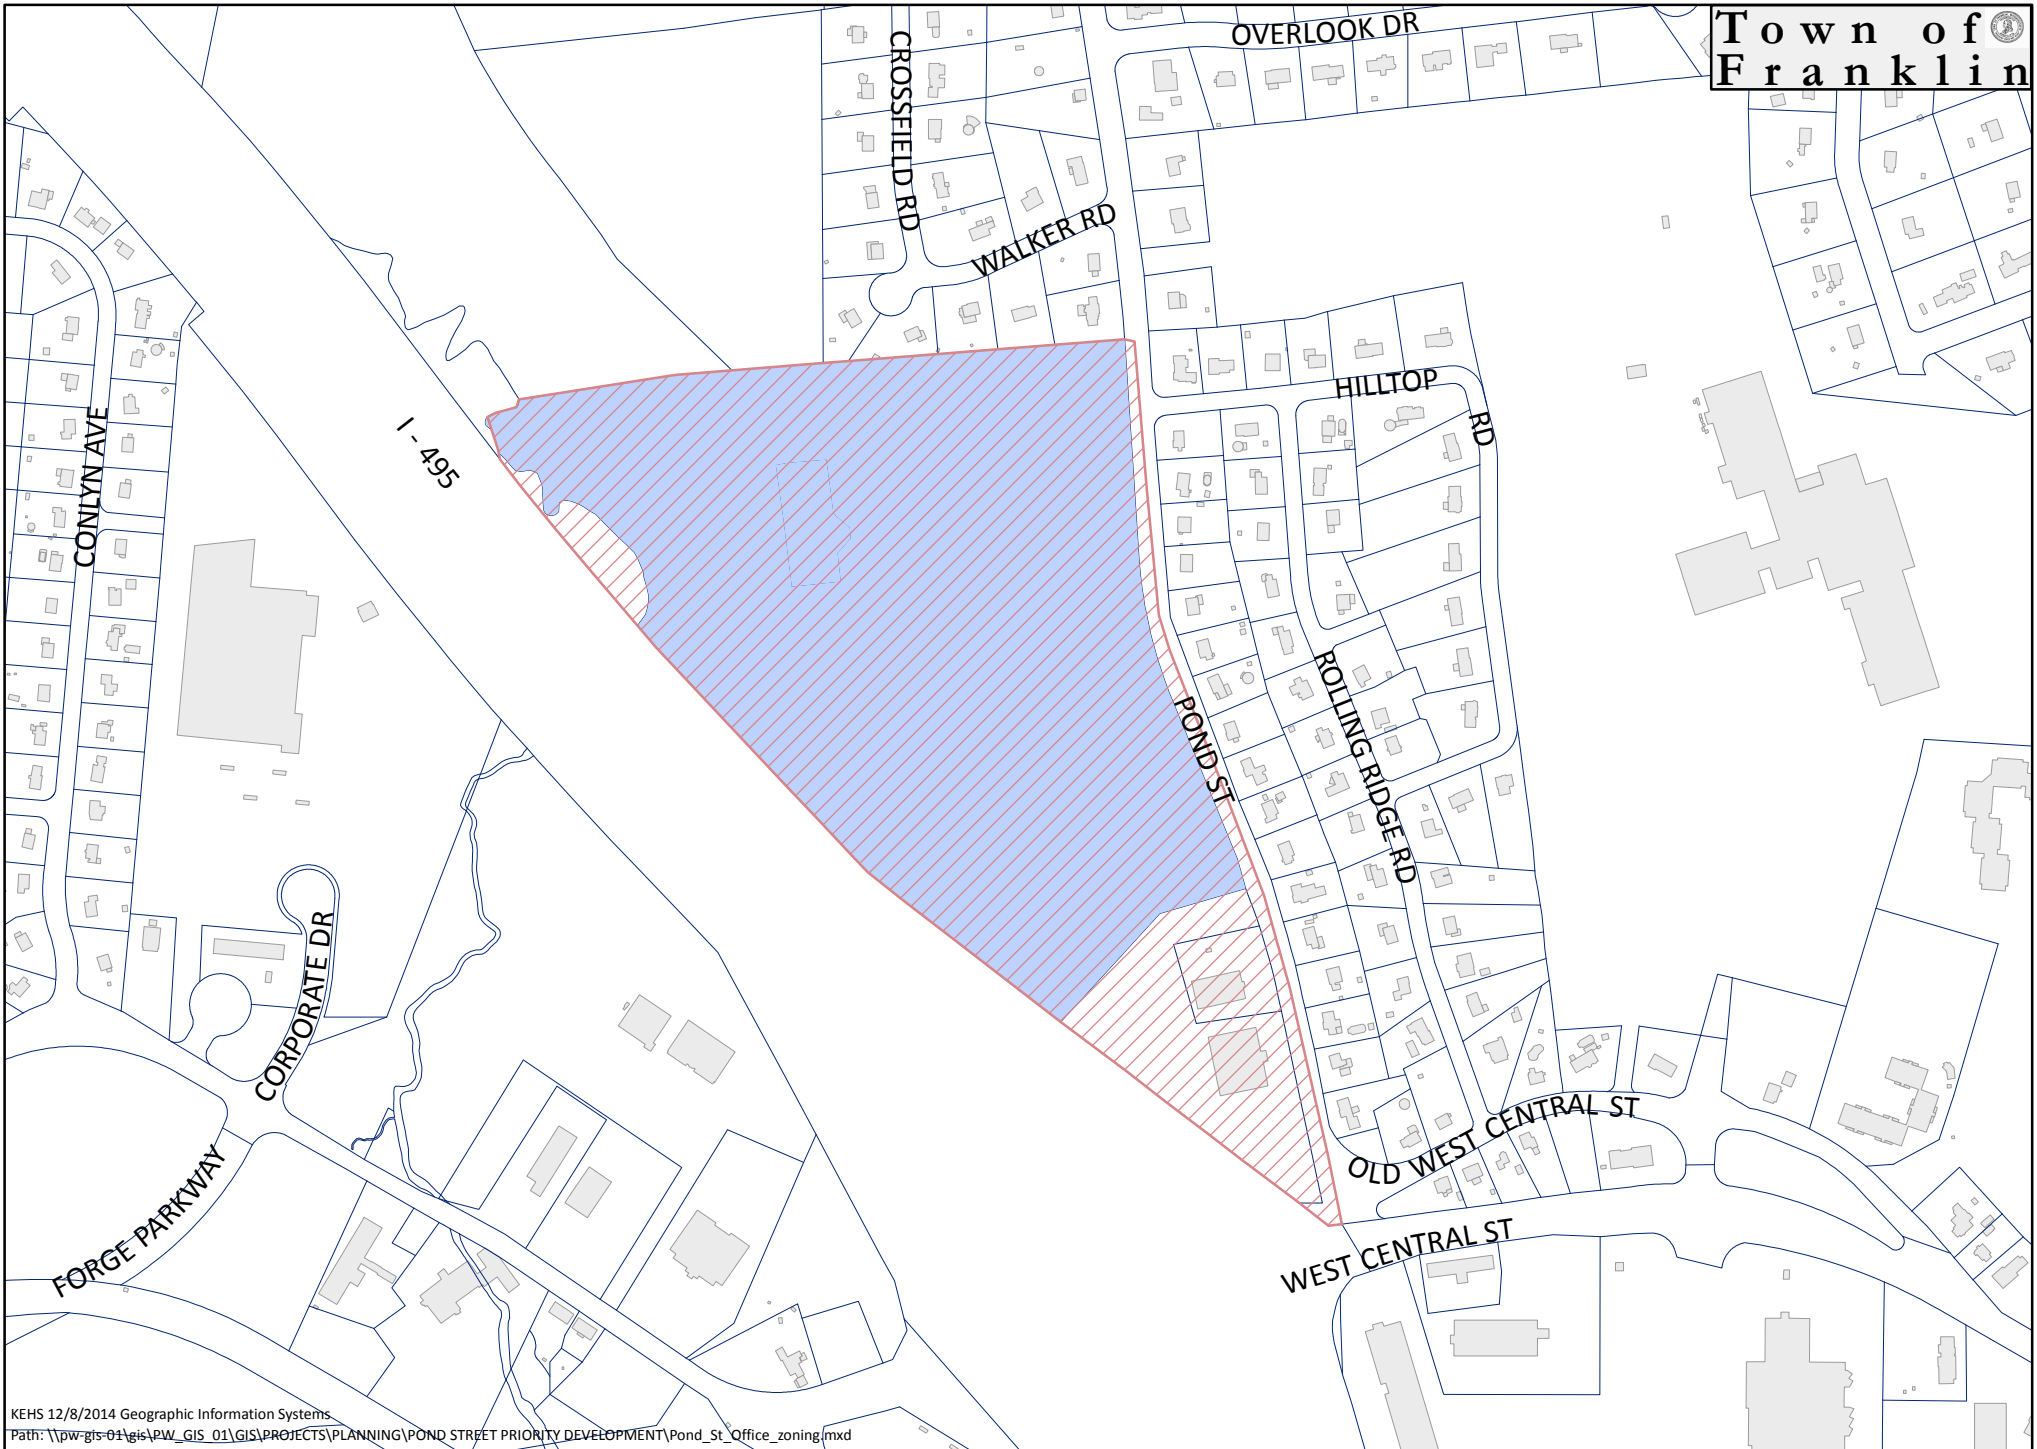 Town of
Franklin
OVERLOOK DR
CROSSFIELD RD
WALKER RD
HILLTOP
RD
I - 495
CONLYN AVE
POND ST
ROLLING RIDGE RD
CORPORATE DR
OLD WEST CENTRAL ST
FORGE PARKWAY
WEST CENTRAL ST
KEHS 12/8/2014 Geographic Information Systems
Path: \\pw-gis-01\gis\PW_GIS_01\GIS\PROJECTS\PLANNING\POND STREET PRIORITY DEVELOPMENT\Pond_St_Office_zoning.mxd